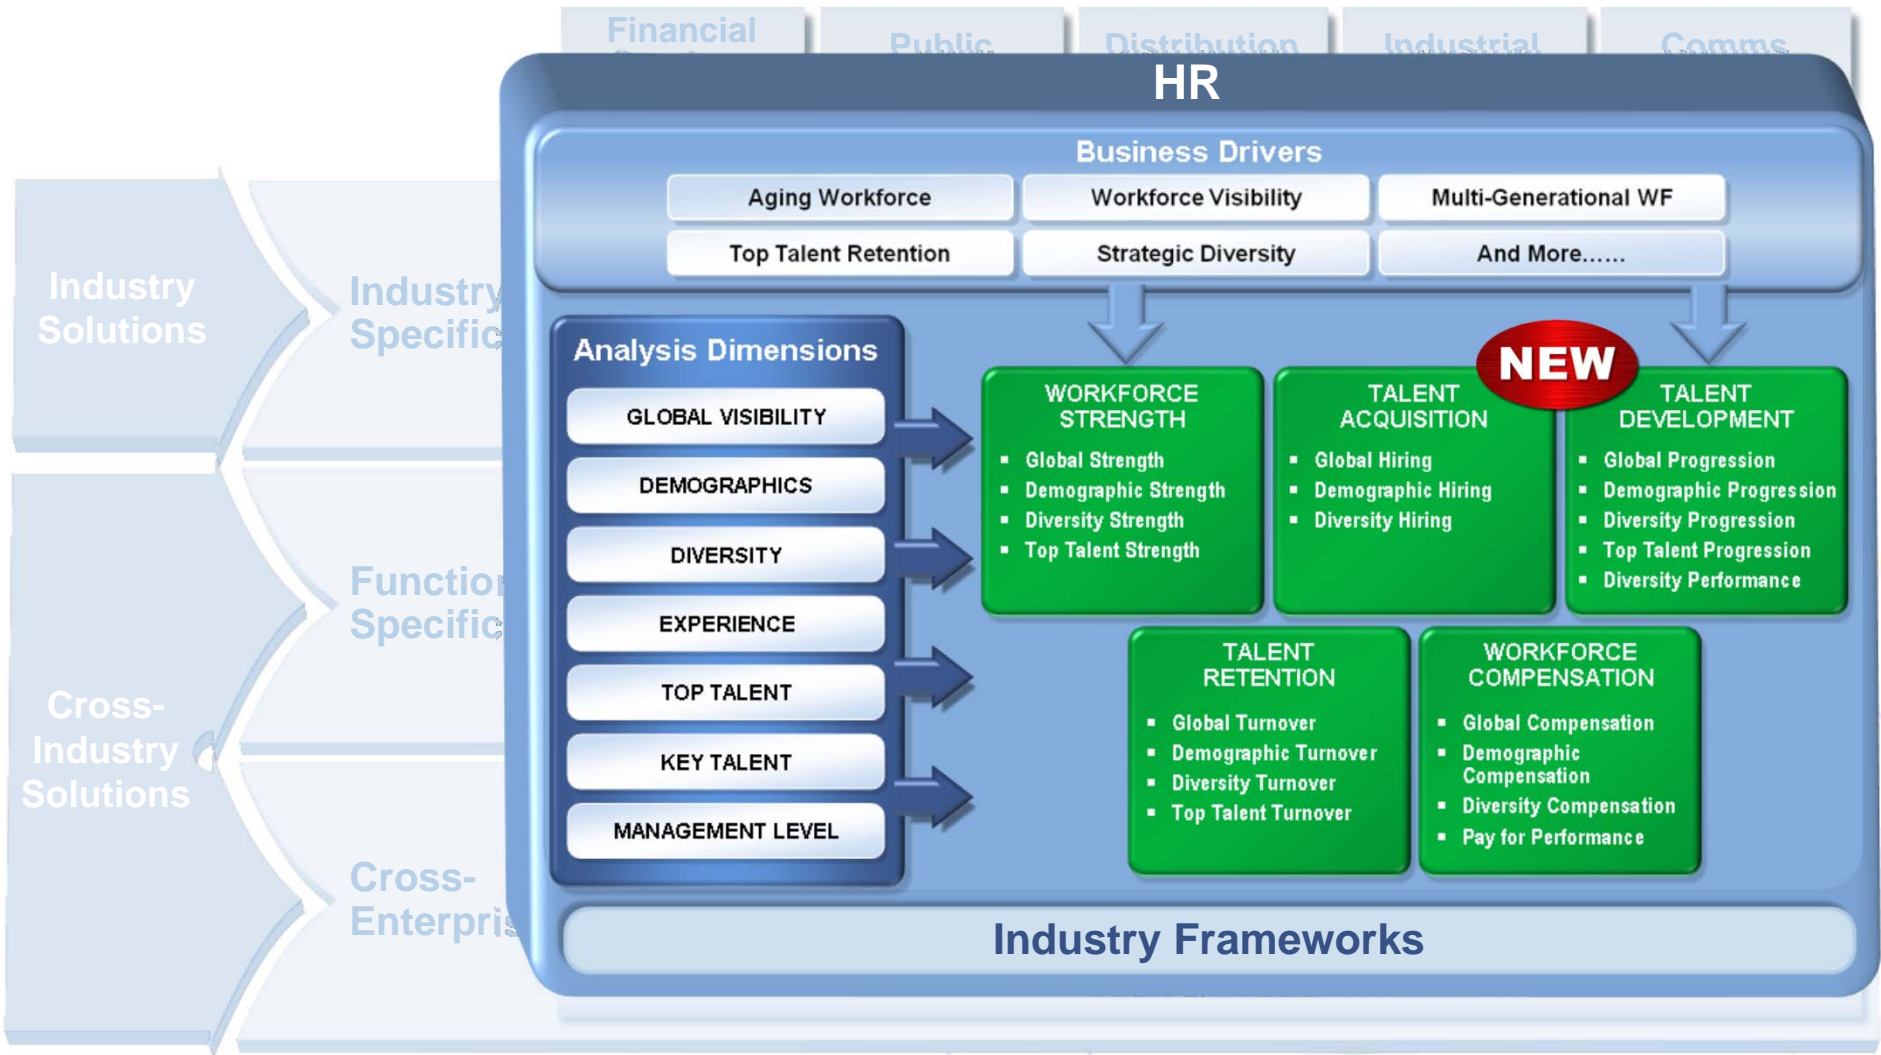 Financial
Public
Distribution
Industrial
Comms
HR
Business Drivers
Aging Workforce
Workforce Visibility
Multi-Generational WF
Top Talent Retention
Strategic Diversity
And More......
Industry
Solutions
Industry
Specific
Cross-
Industry
Solutions
Function
Specific
Cross-
Enterpris
Analysis Dimensions
GLOBAL VISIBILITY
DEMOGRAPHICS
DIVERSITY
EXPERIENCE
TOP TALENT
KEY TALENT
MANAGEMENT LEVEL
NEW
WORKFORCE
STRENGTH
▪ Global Strength
▪ Demographic Strength
▪ Diversity Strength
▪ Top Talent Strength
TALENT
ACQUISITION
▪ Global Hiring
▪ Demographic Hiring
▪ Diversity Hiring
TALENT
DEVELOPMENT
▪ Global Progression
▪ Demographic Progression
▪ Diversity Progression
▪ Top Talent Progression
▪ Diversity Performance
TALENT
RETENTION
▪ Global Turnover
▪ Demographic Turnover
▪ Diversity Turnover
▪ Top Talent Turnover
WORKFORCE
COMPENSATION
▪ Global Compensation
▪ Demographic
Compensation
▪ Diversity Compensation
▪ Pay for Performance
Industry Frameworks